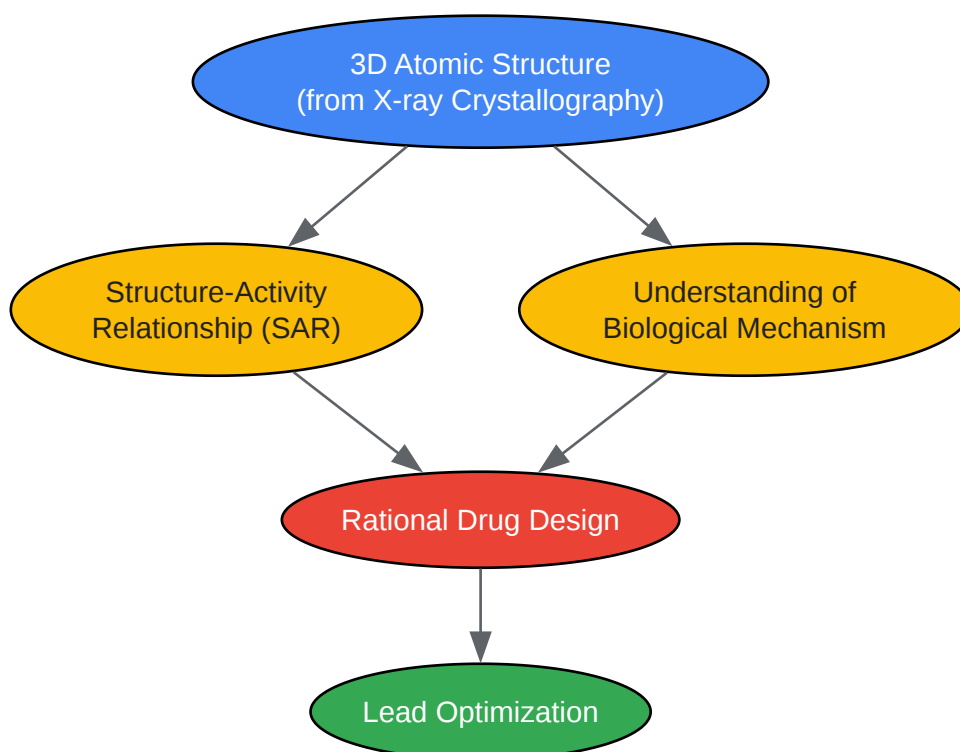 3D Atomic Structure
(from X-ray Crystallography)
Structure-Activity
Relationship (SAR)
Understanding of
Biological Mechanism
Rational Drug Design
Lead Optimization